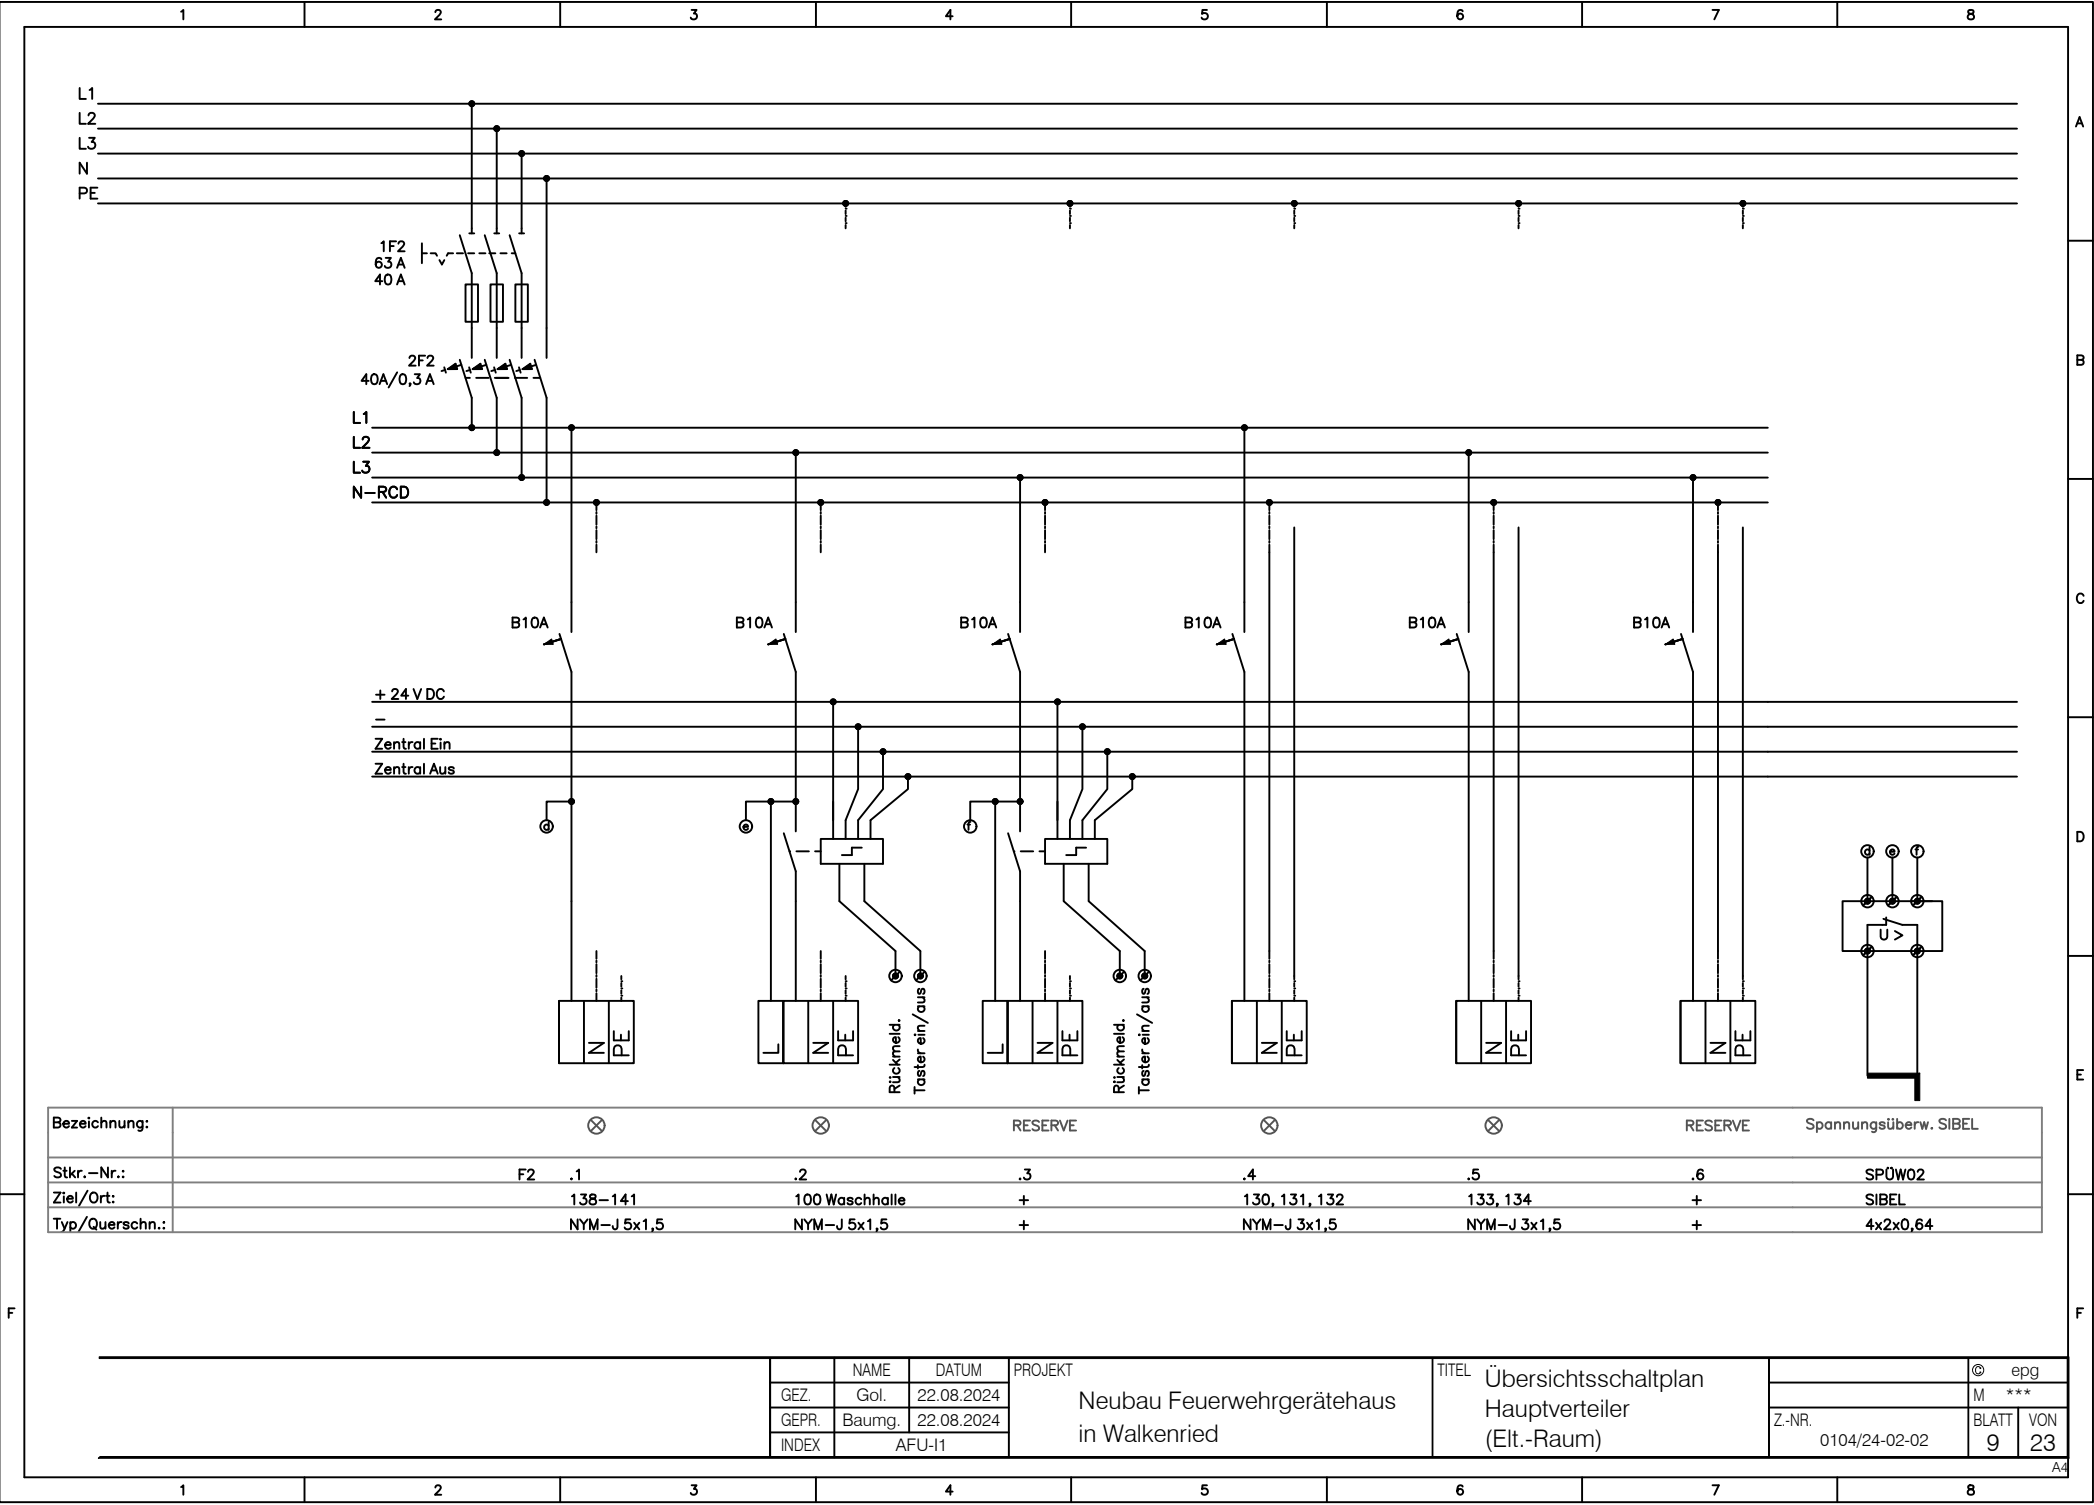 1 2 3 4 5 6 7 8
L1
L2
L3
N
PE
A
1F2
63 A
40 A
B
2F2
40A/0,3 A
L1
L2
L3
N-RCD
C
B10A B10A B10A B10A B10A B10A
+ 24 V DC
-
Zentral Ein
Zentral Aus
d e f
D
d e f
U >
N PE
L N PE
Rückmeld.
Taster ein/aus
L N PE
Rückmeld.
Taster ein/aus
N PE
N PE
N PE
E
Bezeichnung: RESERVE RESERVE Spannungsüberw. SIBEL
Stkr.-Nr.: F2 .1 .2 .3 .4 .5 .6 SPÜW02
Ziel/Ort: 138-141 100 Waschhalle + 130, 131, 132 133, 134 + SIBEL
Typ/Querschn.: NYM-J 5x1,5 NYM-J 5x1,5 + NYM-J 3x1,5 NYM-J 3x1,5 + 4x2x0,64
F F
NAME DATUM
GEZ. Gol. 22.08.2024
GEPR. Baumg. 22.08.2024
INDEX AFU-I1
PROJEKT
Neubau Feuerwehrgerätehaus
in Walkenried
TITEL Übersichtsschaltplan
Hauptverteiler
(Elt.-Raum)
Z.-NR.
0104/24-02-02
© epg
M ***
BLATT VON
9 23
A4
1 2 3 4 5 6 7 8